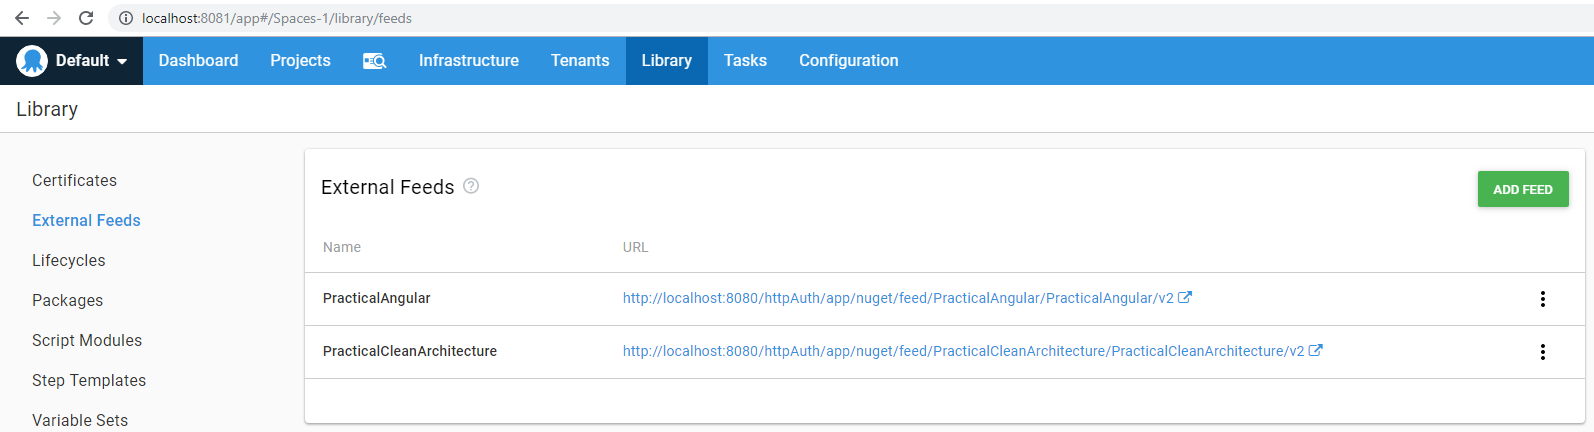 localhost:8081/app#/Spaces-1/library/feeds
Default Dashboard Projects Infrastructure Tenants Library Tasks Configuration
Library
Certificates
External Feeds
Lifecycles
Packages
Script Modules
Step Templates
Variable Sets
External Feeds ?
ADD FEED
Name URL
PracticalAngular http://localhost:8080/httpAuth/app/nuget/feed/PracticalAngular/PracticalAngular/v2
PracticalCleanArchitecture http://localhost:8080/httpAuth/app/nuget/feed/PracticalCleanArchitecture/PracticalCleanArchitecture/v2